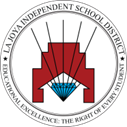 LA JOYA INDEPENDENT SCHOOL DISTRICT
EDUCATIONAL EXCELLENCE: THE RIGHT OF EVERY STUDENT